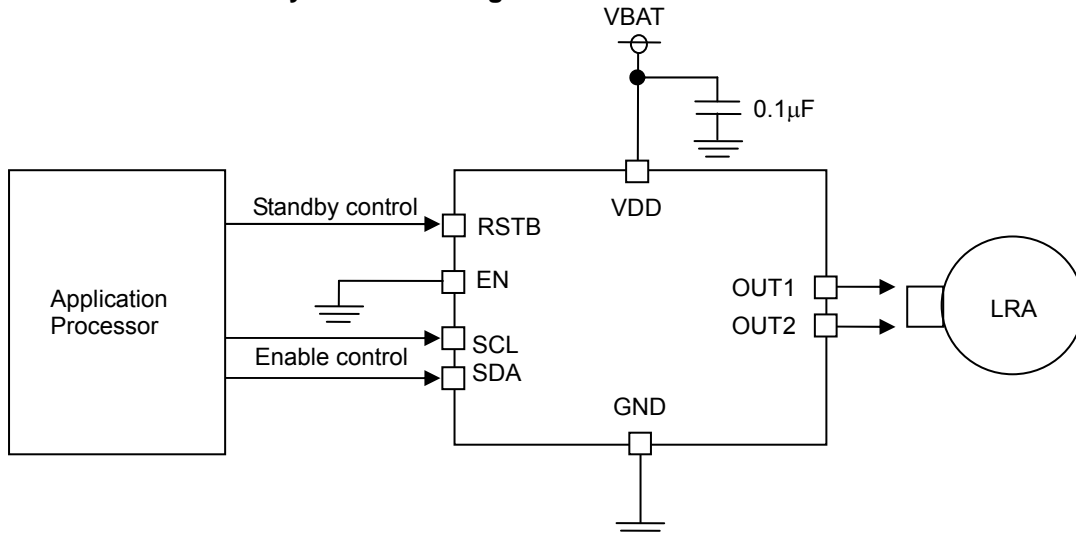 VBAT
0.1μF
Standby control
RSTB
VDD
EN
Application
Processor
OUT1
OUT2
LRA
SCL
Enable control
SDA
GND